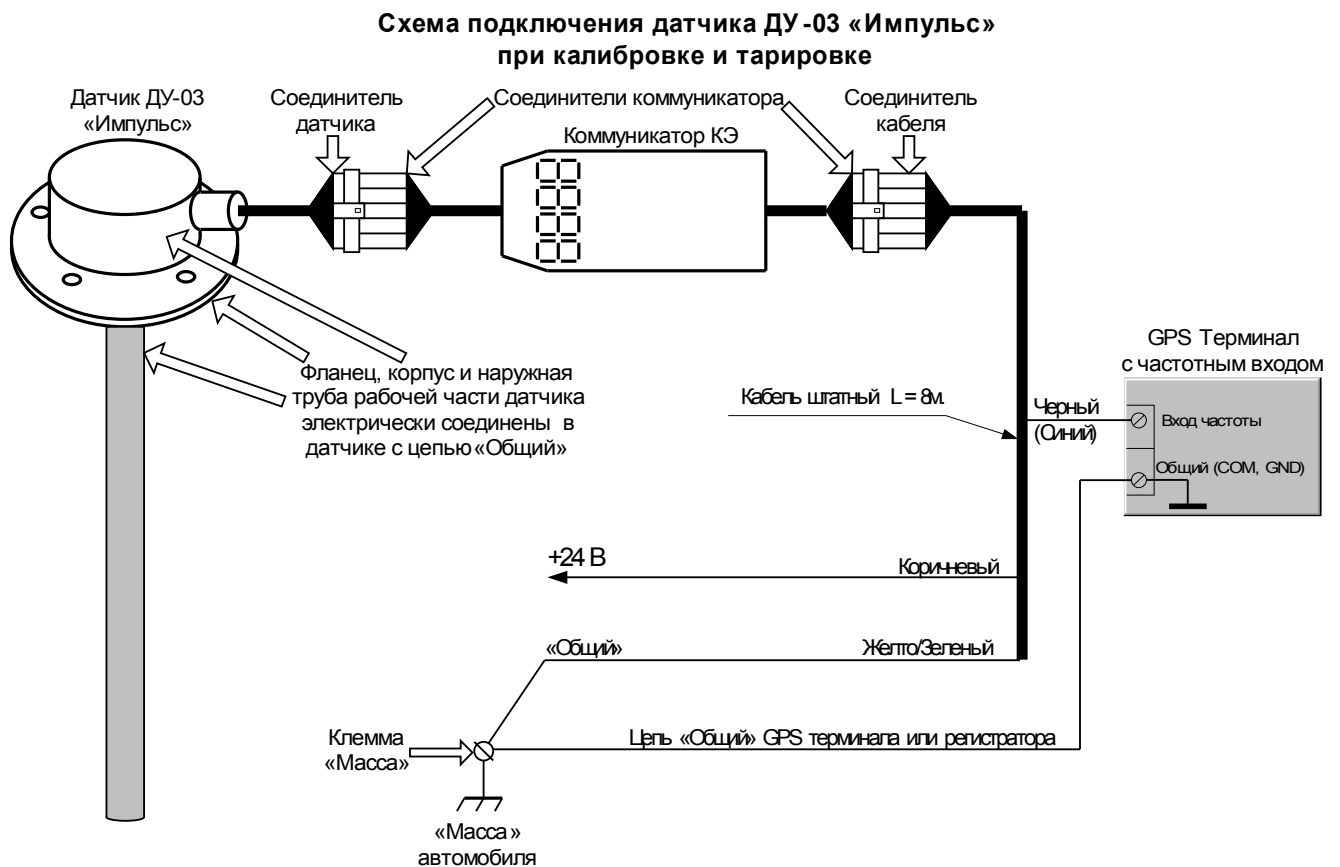 Схема подключения датчика ДУ-03 «Импульс»
при калибровке и тарировке
Датчик ДУ-03
«Импульс»
Соединитель
датчика
Соединители коммуникатора
Соединитель
кабеля
Коммуникатор КЭ
Фланец, корпус и наружная
труба рабочей части датчика
электрически соединены в
датчике с цепью «Общий»
GPS Терминал
с частотным входом
Кабель штатный L = 8м.
Черный
(Синий)
Вход частоты
Общий (COM, GND)
+24 В
Коричневый
«Общий»
Желто/Зеленый
Клемма
«Масса»
Цепь «Общий» GPS терминала или регистратора
«Масса»
автомобиля